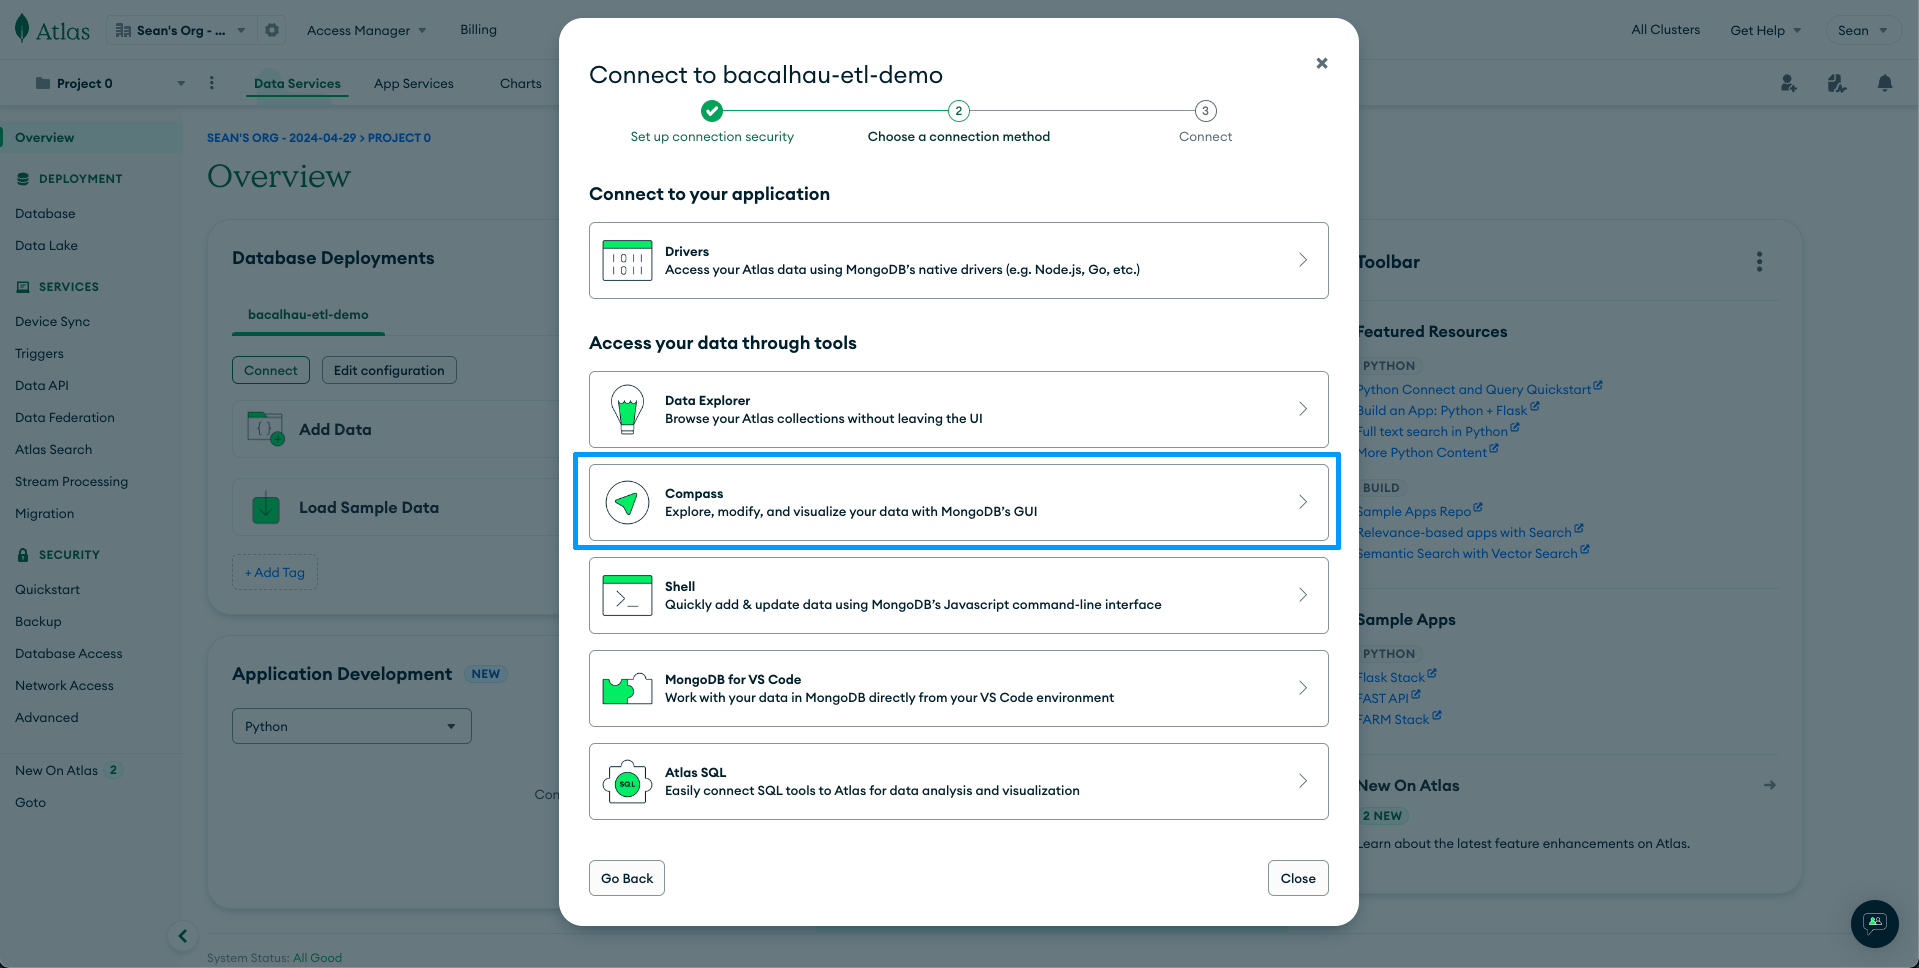 Atlas
Sean's Org - ...
Access Manager
Billing
All Clusters
Get Help
Sean
Project 0
Data Services
App Services
Charts
Overview
DEPLOYMENT
Database
Data Lake
SERVICES
Device Sync
Triggers
Data API
Data Federation
Atlas Search
Stream Processing
Migration
SECURITY
Quickstart
Backup
Database Access
Network Access
Advanced
New On Atlas 2
Goto
SEAN'S ORG - 2024-04-29 > PROJECT 0
Overview
Database Deployments
bacalhau-etl-demo
Connect
Edit configuration
Add Data
Load Sample Data
+ Add Tag
Application Development NEW
Python
Con
System Status: All Good
Connect to bacalhau-etl-demo
2
3
Set up connection security
Choose a connection method
Connect
Connect to your application
Drivers
Access your Atlas data using MongoDB's native drivers (e.g. Node.js, Go, etc.)
Access your data through tools
Data Explorer
Browse your Atlas collections without leaving the UI
Compass
Explore, modify, and visualize your data with MongoDB's GUI
Shell
Quickly add & update data using MongoDB's Javascript command-line interface
MongoDB for VS Code
Work with your data in MongoDB directly from your VS Code environment
SQL
Atlas SQL
Easily connect SQL tools to Atlas for data analysis and visualization
Go Back
Close
Toolbar
Featured Resources
PYTHON
Python Connect and Query Quickstart
Build an App: Python + Flask
Full text search in Python
More Python Content
BUILD
Sample Apps Repo
Relevance-based apps with Search
Semantic Search with Vector Search
Sample Apps
PYTHON
Flask Stack
FAST API
FARM Stack
New On Atlas
2 NEW
Learn about the latest feature enhancements on Atlas.